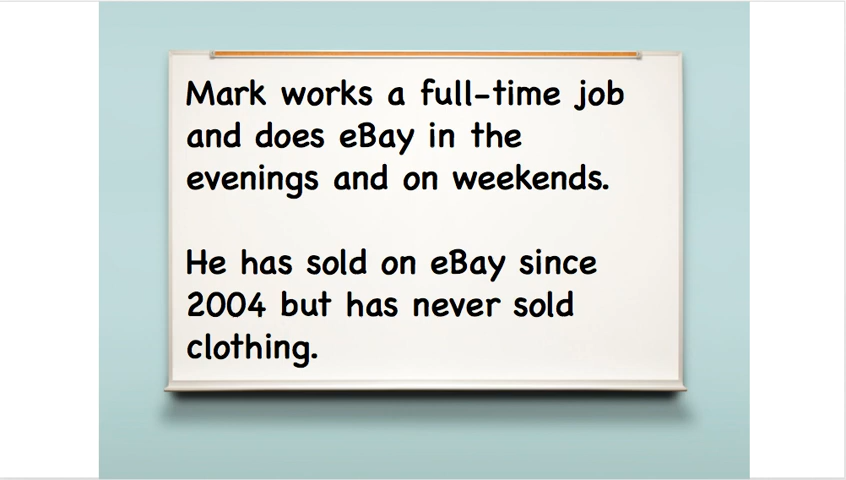 Mark works a full-time job
and does eBay in the
evenings and on weekends.
He has sold on eBay since
2004 but has never sold
clothing.